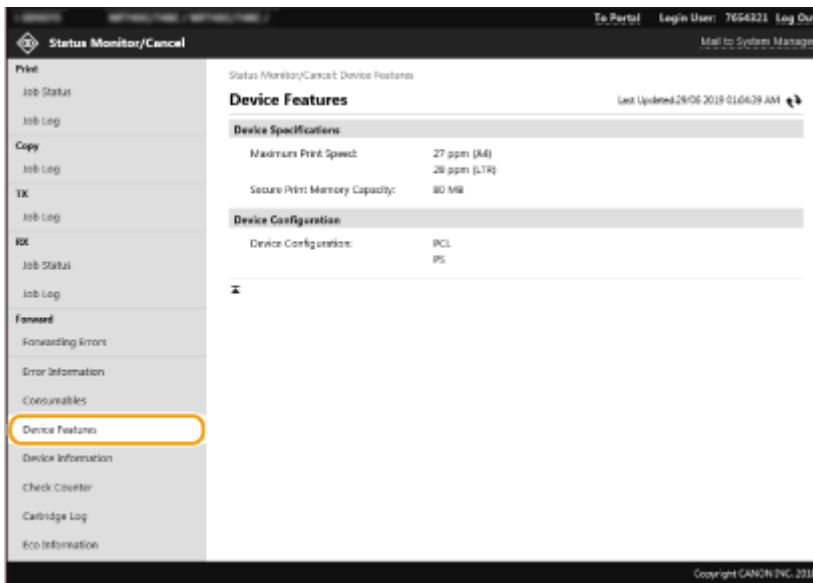 To Portal Login User: 7654321 Log Ou
Status Monitor/Cancel
Mail to System Manage
Print
Job Status
Job Log
Copy
Job Log
TX
Job Log
RX
Job Status
Job Log
Forward
Forwarding Errors
Error Information
Consumables
Device Features
Device Information
Check Counter
Cartridge Log
Eco Information
Status Monitor/Cancel: Device Features
Device Features
Last Updated:29/06 2019 01:04:39 AM
Device Specifications
Maximum Print Speed: 27 ppm (A4)
28 ppm (LTR)
Secure Print Memory Capacity: 80 MB
Device Configuration
Device Configuration: PCL
PS
Copyright CANON INC. 201